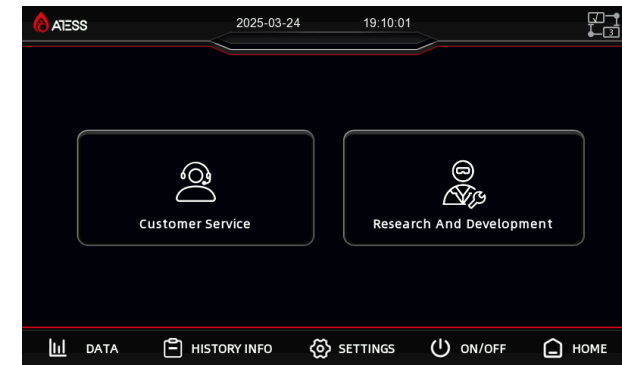 ATESS
2025-03-24 19:10:01
3
Customer Service
Research And Development
DATA HISTORY INFO SETTINGS ON/OFF HOME